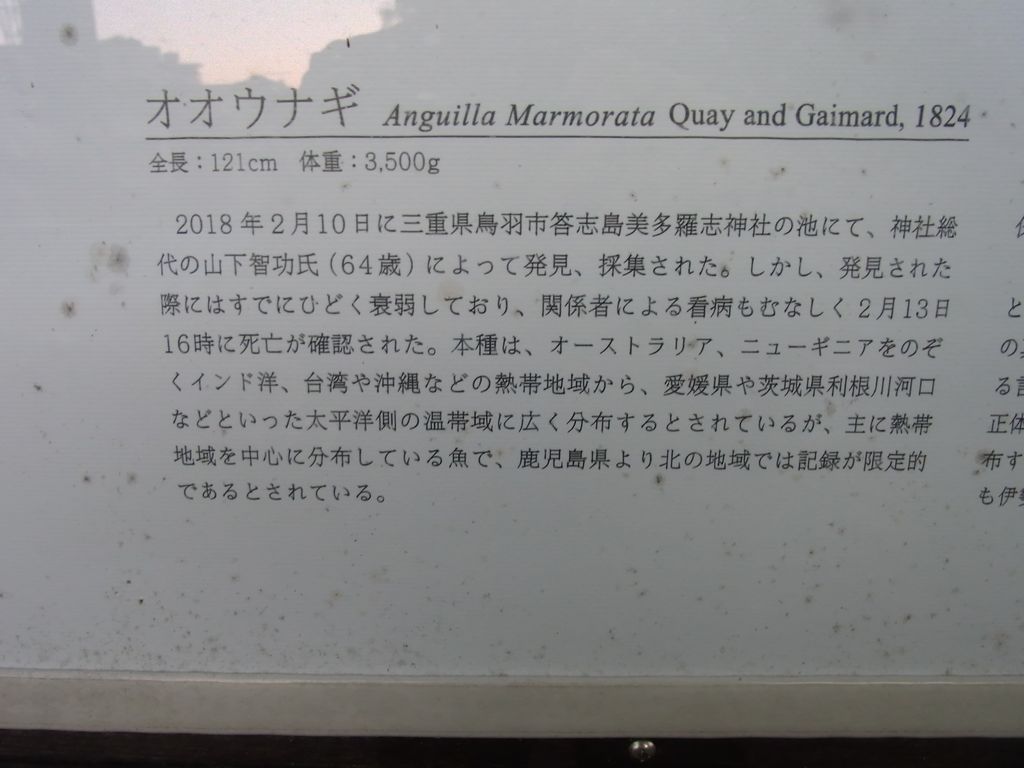 オオウナギ Anguilla Marmorata Quay and Gaimard, 1824
全長：121cm 体重：3,500g
2018年2月10日に三重県鳥羽市答志島美多羅志神社の池にて、神社総
代の山下智功氏（64歳）によって発見、採集された。しかし、発見された
際にはすでにひどく衰弱しており、関係者による看病もむなしく2月13日
16時に死亡が確認された。本種は、オーストラリア、ニューギニアをのぞ
くインド洋、台湾や沖縄などの熱帯地域から、愛媛県や茨城県利根川河口
などといった太平洋側の温帯域に広く分布するとされているが、主に熱帯
地域を中心に分布している魚で、鹿児島県より北の地域では記録が限定的
であるとされている。
と
の
る
正体
布す
も伊